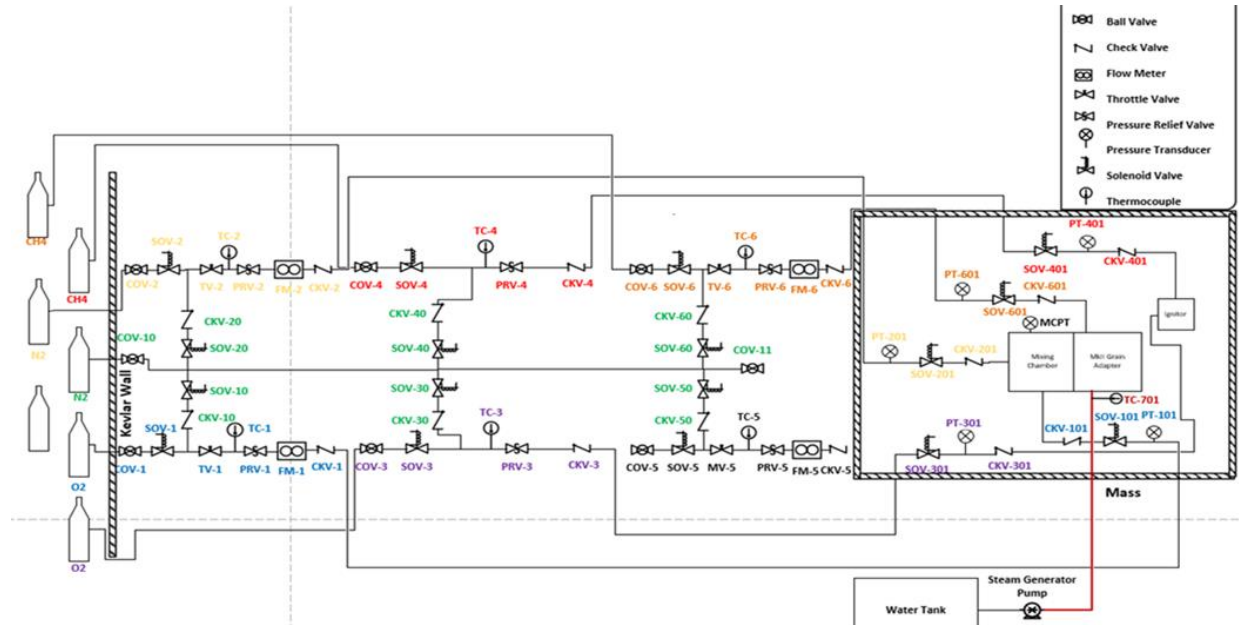 Ball Valve
Check Valve
Flow Meter
Throttle Valve
Pressure Relief Valve
Pressure Transducer
Solenoid Valve
Thermocouple
CH4
CH4
N2
N2
O2
O2
Kevlar Wall
SOV-2
TC-2
COV-2
TV-2
PRV-2
FM-2
CKV-2
TC-4
COV-4
SOV-4
PRV-4
CKV-4
TC-6
COV-6
SOV-6
TV-6
PRV-6
FM-6
CKV-6
CKV-20
CKV-40
CKV-60
COV-10
SOV-20
SOV-40
SOV-60
COV-11
SOV-10
SOV-30
SOV-50
CKV-10
CKV-30
CKV-50
SOV-1
TC-1
COV-1
TV-1
PRV-1
FM-1
CKV-1
TC-3
COV-3
SOV-3
PRV-3
CKV-3
TC-5
COV-5
SOV-5
MV-5
PRV-5
FM-5
CKV-5
PT-401
SOV-401
CKV-401
PT-601
CKV-601
SOV-601
Ignitor
MCPT
PT-201
CKV-201
SOV-201
Mixing
Chamber
MkII Grain
Adapter
TC-701
SOV-101
PT-101
CKV-101
PT-301
SOV-301
CKV-301
Mass
Steam Generator
Pump
Water Tank